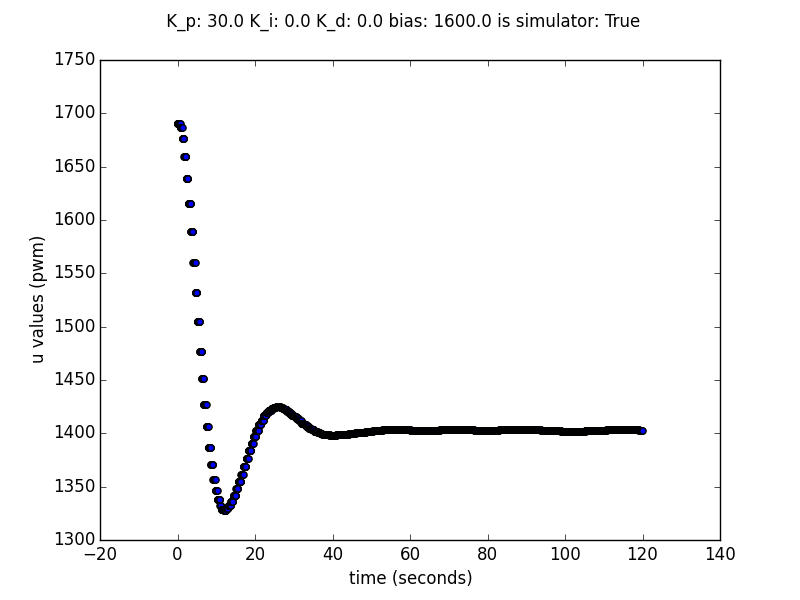 K_p: 30.0 K_i: 0.0 K_d: 0.0 bias: 1600.0 is simulator: True
1750
1700
1650
1600
1550
1500
1450
1400
1350
1300
u values (pwm)
−20 0 20 40 60 80 100 120 140
time (seconds)